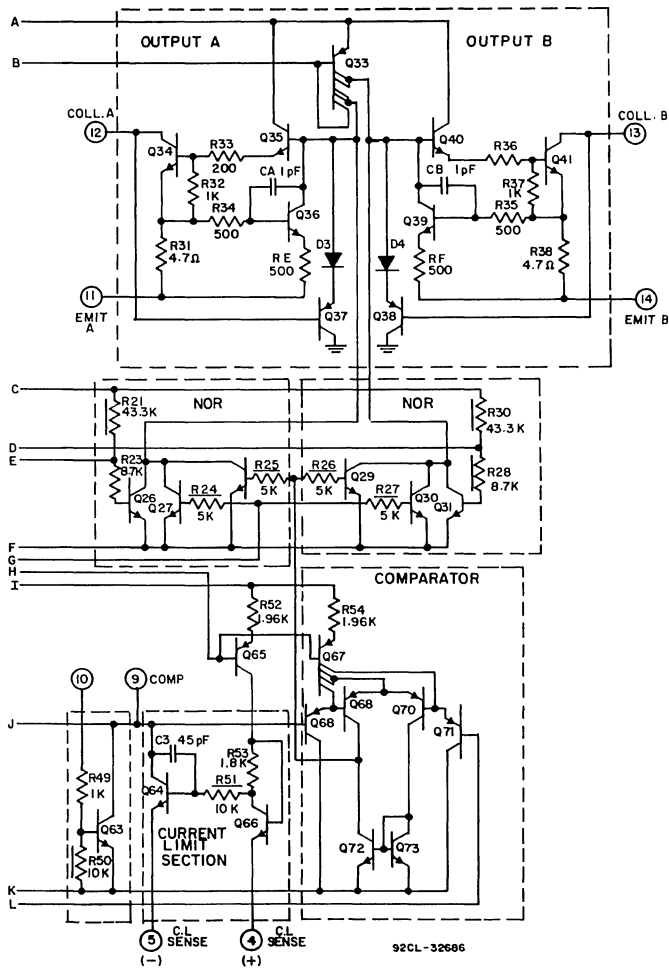 A
OUTPUT A
OUTPUT B
B
Q33
COLL. A
12
COLL. B
13
Q34
R33
200
Q35
Q40
R36
Q41
R32
1K
CA 1pF
CB 1pF
R37
1K
R34
500
Q36
Q39
R35
500
R31
4.7Ω
RE
500
D3
D4
RF
500
R38
4.7Ω
11
EMIT
A
Q37
Q38
14
EMIT B
C
R21
43.3K
NOR
NOR
R30
43.3K
D
E
R23
8.7K
R25
5K
R26
5K
Q29
R28
8.7K
Q26
Q27
R24
5K
R27
5K
Q30
Q31
F
G
H
I
COMPARATOR
R52
1.96K
R54
1.96K
Q65
Q67
10
9
COMP
J
Q68
Q68
Q70
Q71
C3 45pF
R53
1.8K
R49
1K
Q64
R51
10K
Q66
Q63
CURRENT
LIMIT
SECTION
Q72
Q73
R50
10K
K
L
5
C.L
SENSE
(-)
4
C.L
SENSE
(+)
92CL-32686